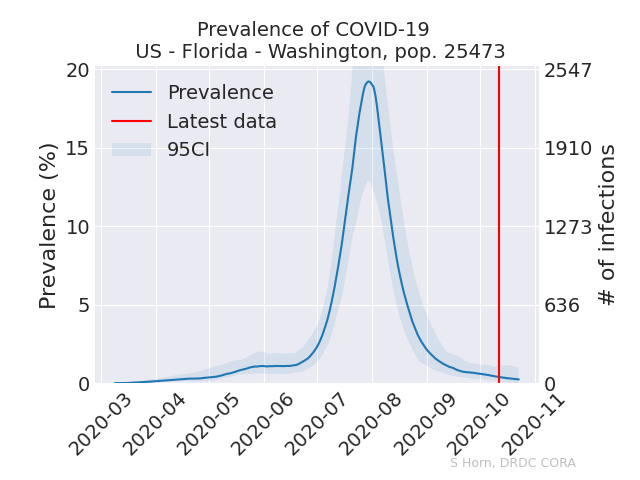 Prevalence of COVID-19
US - Florida - Washington, pop. 25473
Prevalence
Latest data
95CI
Prevalence (%)
20
15
10
5
0
2547
1910
1273
636
0
# of infections
2020-03
2020-04
2020-05
2020-06
2020-07
2020-08
2020-09
2020-10
2020-11
S Horn, DRDC CORA